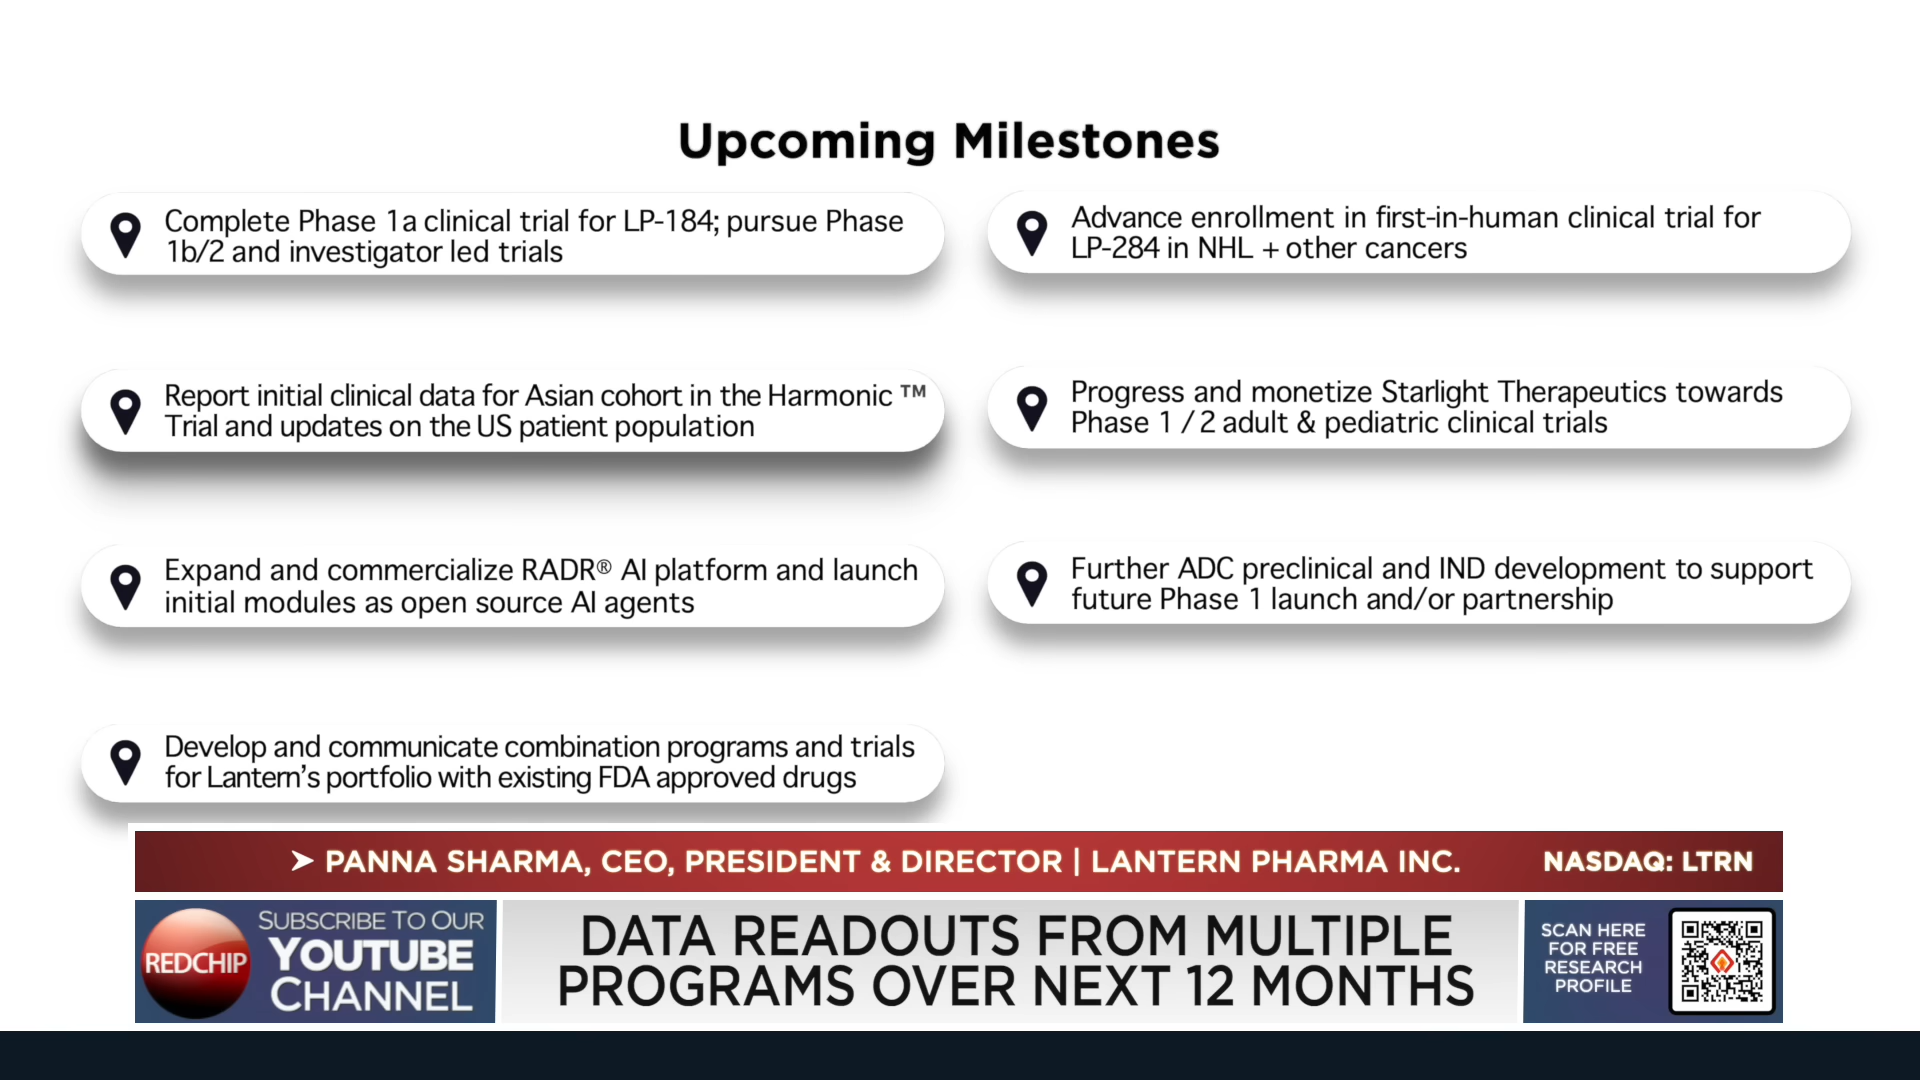 Upcoming Milestones
Complete Phase 1a clinical trial for LP-184; pursue Phase
1b/2 and investigator led trials
Advance enrollment in first-in-human clinical trial for
LP-284 in NHL + other cancers
Report initial clinical data for Asian cohort in the Harmonic ™
Trial and updates on the US patient population
Progress and monetize Starlight Therapeutics towards
Phase 1 / 2 adult & pediatric clinical trials
Expand and commercialize RADR® AI platform and launch
initial modules as open source AI agents
Further ADC preclinical and IND development to support
future Phase 1 launch and/or partnership
Develop and communicate combination programs and trials
for Lantern's portfolio with existing FDA approved drugs
➤ PANNA SHARMA, CEO, PRESIDENT & DIRECTOR | LANTERN PHARMA INC.
NASDAQ: LTRN
REDCHIP
SUBSCRIBE TO OUR
YOUTUBE
CHANNEL
DATA READOUTS FROM MULTIPLE
PROGRAMS OVER NEXT 12 MONTHS
SCAN HERE
FOR FREE
RESEARCH
PROFILE